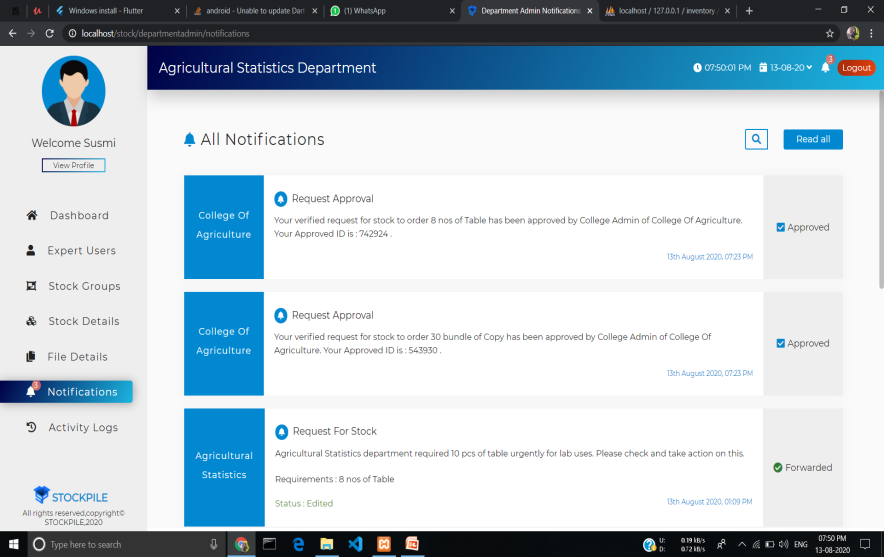 Windows install - Flutter
android - Unable to update Dar
(1) WhatsApp
Department Admin Notifications
localhost / 127.0.0.1 / inventory /
localhost/stock/departmentadmin/notifications
Agricultural Statistics Department
07:50:01 PM
13-08-20
3
Logout
Welcome Susmi
View Profile
Dashboard
Expert Users
Stock Groups
Stock Details
File Details
3
Notifications
Activity Logs
STOCKPILE
All rights reserved,copyright©
STOCKPILE,2020
All Notifications
Read all
College Of
Agriculture
Request Approval
Your verified request for stock to order 8 nos of Table has been approved by College Admin of College Of Agriculture.
Your Approved ID is : 742924 .
13th August 2020, 07:23 PM
Approved
College Of
Agriculture
Request Approval
Your verified request for stock to order 30 bundle of Copy has been approved by College Admin of College Of
Agriculture. Your Approved ID is : 543930 .
13th August 2020, 07:23 PM
Approved
Agricultural
Statistics
Request For Stock
Agricultural Statistics department required 10 pcs of table urgently for lab uses. Please check and take action on this.
Requirements : 8 nos of Table
Status : Edited
13th August 2020, 01:09 PM
Forwarded
Type here to search
U: 0.19 kB/s
D: 0.72 kB/s
ENG
07:50 PM
13-08-2020